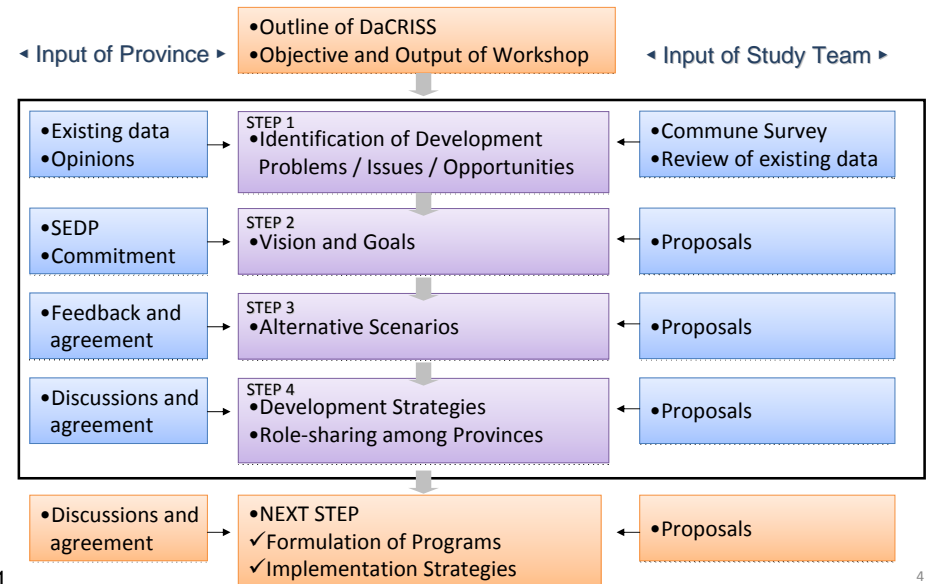 •Outline of DaCRISS
•Objective and Output of Workshop
◂ Input of Province ▸
◂ Input of Study Team ▸
•Existing data
•Opinions
STEP 1
•Identification of Development
Problems / Issues / Opportunities
•Commune Survey
•Review of existing data
•SEDP
•Commitment
STEP 2
•Vision and Goals
•Proposals
•Feedback and
agreement
STEP 3
•Alternative Scenarios
•Proposals
•Discussions and
agreement
STEP 4
•Development Strategies
•Role-sharing among Provinces
•Proposals
•Discussions and
agreement
•NEXT STEP
✓Formulation of Programs
✓Implementation Strategies
•Proposals
4